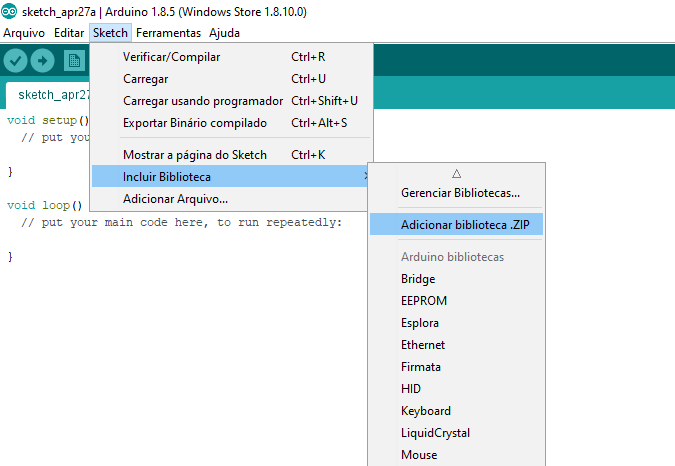 sketch_apr27a | Arduino 1.8.5 (Windows Store 1.8.10.0)
Arquivo Editar Sketch Ferramentas Ajuda
Verificar/Compilar Ctrl+R
Carregar Ctrl+U
Carregar usando programador Ctrl+Shift+U
Exportar Binário compilado Ctrl+Alt+S
Mostrar a página do Sketch Ctrl+K
Incluir Biblioteca
Adicionar Arquivo...
Gerenciar Bibliotecas...
Adicionar biblioteca .ZIP
Arduino bibliotecas
Bridge
EEPROM
Esplora
Ethernet
Firmata
HID
Keyboard
LiquidCrystal
Mouse
sketch_apr27
void setup()
// put you
}
void loop()
// put your main code here, to run repeatedly:
}